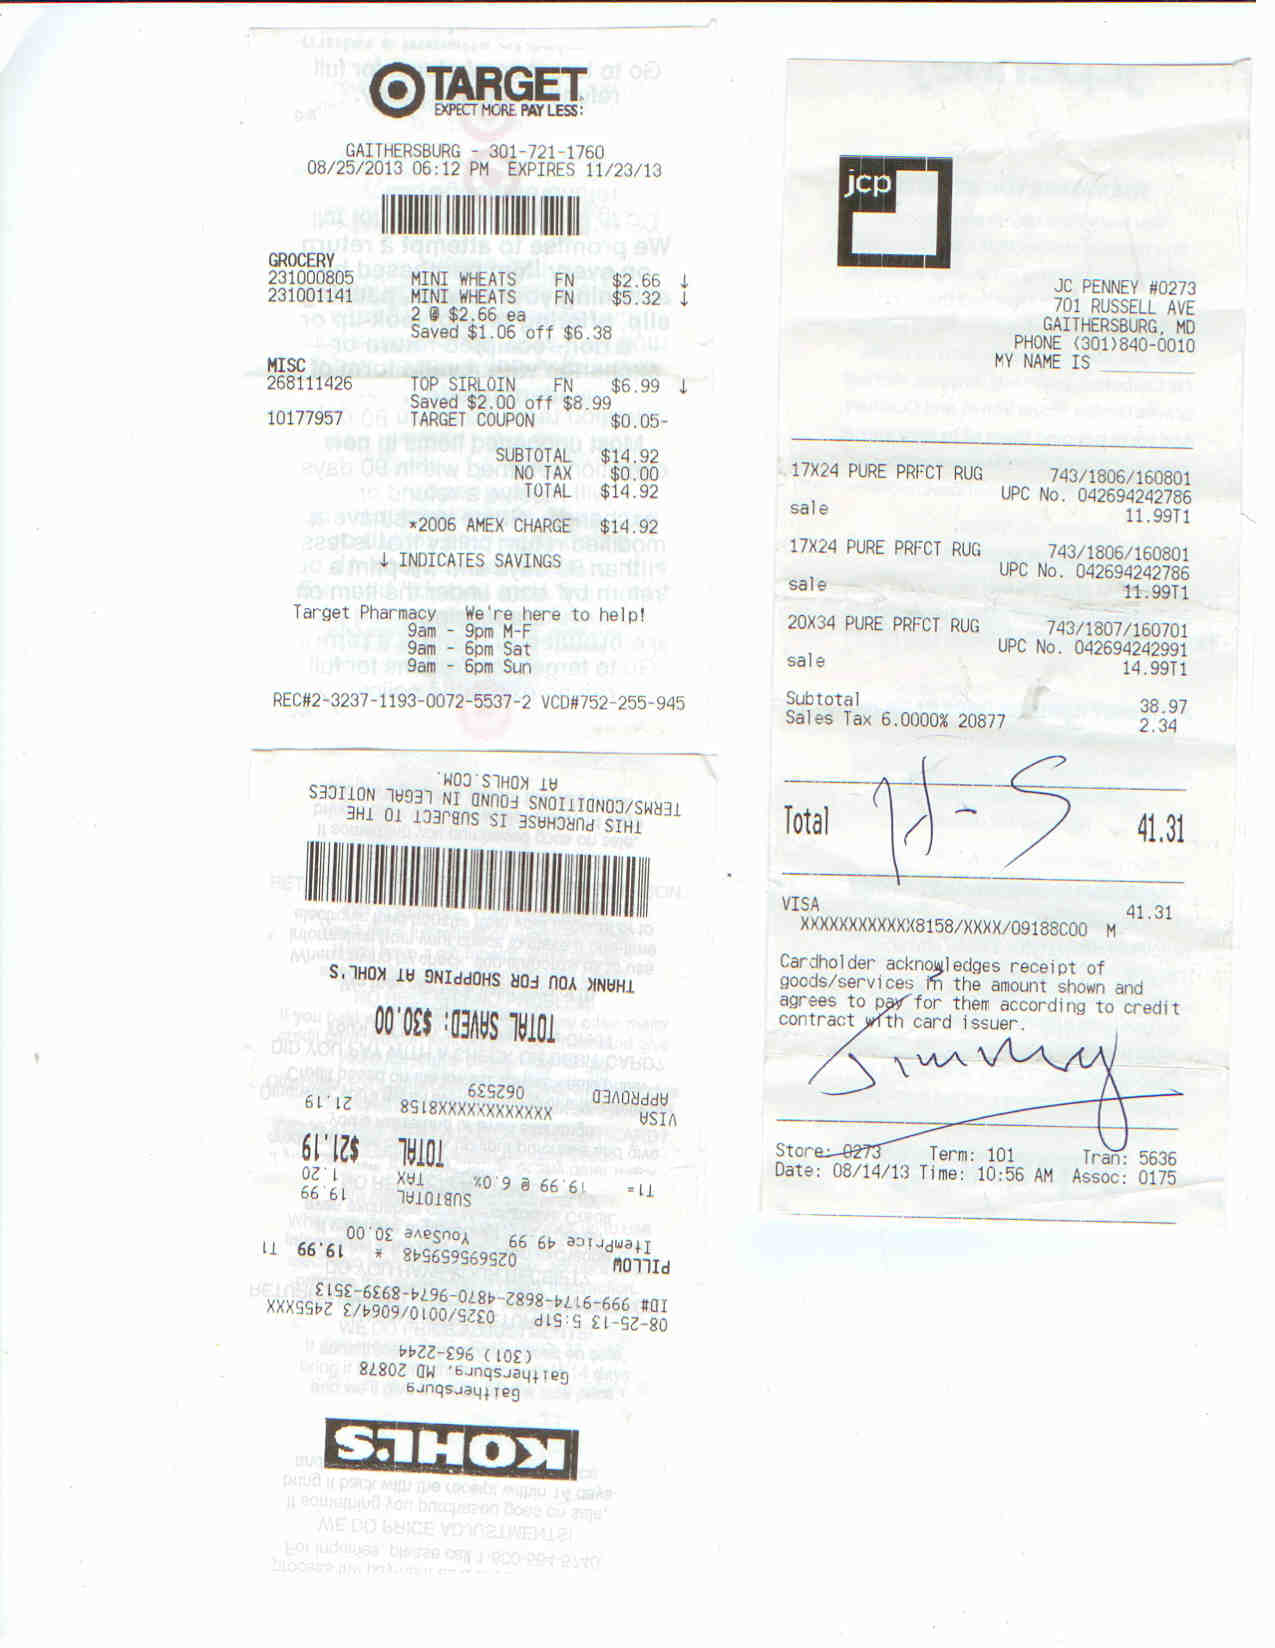 TARGET
EXPECT MORE PAY LESS.
GAITHERSBURG - 301-721-1760
08/25/2013 06:12 PM EXPIRES 11/23/13
GROCERY
231000805 MINI WHEATS FN $2.66 ↓
231001141 MINI WHEATS FN $5.32 ↓
2 @ $2.66 ea
Saved $1.06 off $6.38
MISC
268111426 TOP SIRLOIN FN $6.99 ↓
Saved $2.00 off $8.99
10177957 TARGET COUPON $0.05-
SUBTOTAL $14.92
NO TAX $0.00
TOTAL $14.92
*2006 AMEX CHARGE $14.92
↓ INDICATES SAVINGS
Target Pharmacy We're here to help!
9am - 9pm M-F
9am - 6pm Sat
9am - 6pm Sun
REC#2-3237-1193-0072-5537-2 VCD#752-255-945
KOHL'S
Gaithersburg
Gaithersburg, MD 20878
(301) 963-2244
08-25-13 5:51P 0325/0010/6064/3 2455XXX
ID# 999-9174-8682-4870-9674-8939-3513
PILLOW 025695659548 * 19.99 T1
ItemPrice 49.99 YouSave 30.00
SUBTOTAL 19.99
T1= 19.99 @ 6.0% TAX 1.20
TOTAL $21.19
VISA XXXXXXXXXXXX8158 21.19
APPROVED 062539
TOTAL SAVED: $30.00
THANK YOU FOR SHOPPING AT KOHL'S
THIS PURCHASE IS SUBJECT TO THE
TERMS/CONDITIONS FOUND IN LEGAL NOTICES
AT KOHLS.COM.
jcp
JC PENNEY #0273
701 RUSSELL AVE
GAITHERSBURG, MD
PHONE (301)840-0010
MY NAME IS
17X24 PURE PRFCT RUG 743/1806/160801
UPC No. 042694242786
sale 11.99T1
17X24 PURE PRFCT RUG 743/1806/160801
UPC No. 042694242786
sale 11.99T1
20X34 PURE PRFCT RUG 743/1807/160701
UPC No. 042694242991
sale 14.99T1
Subtotal 38.97
Sales Tax 6.0000% 20877 2.34
H-S
Total 41.31
VISA 41.31
XXXXXXXXXXXX8158/XXXX/09188C00 M
Cardholder acknowledges receipt of
goods/services in the amount shown and
agrees to pay for them according to credit
contract with card issuer.
Jimmy
Store: 0273 Term: 101 Tran: 5636
Date: 08/14/13 Time: 10:56 AM Assoc: 0175